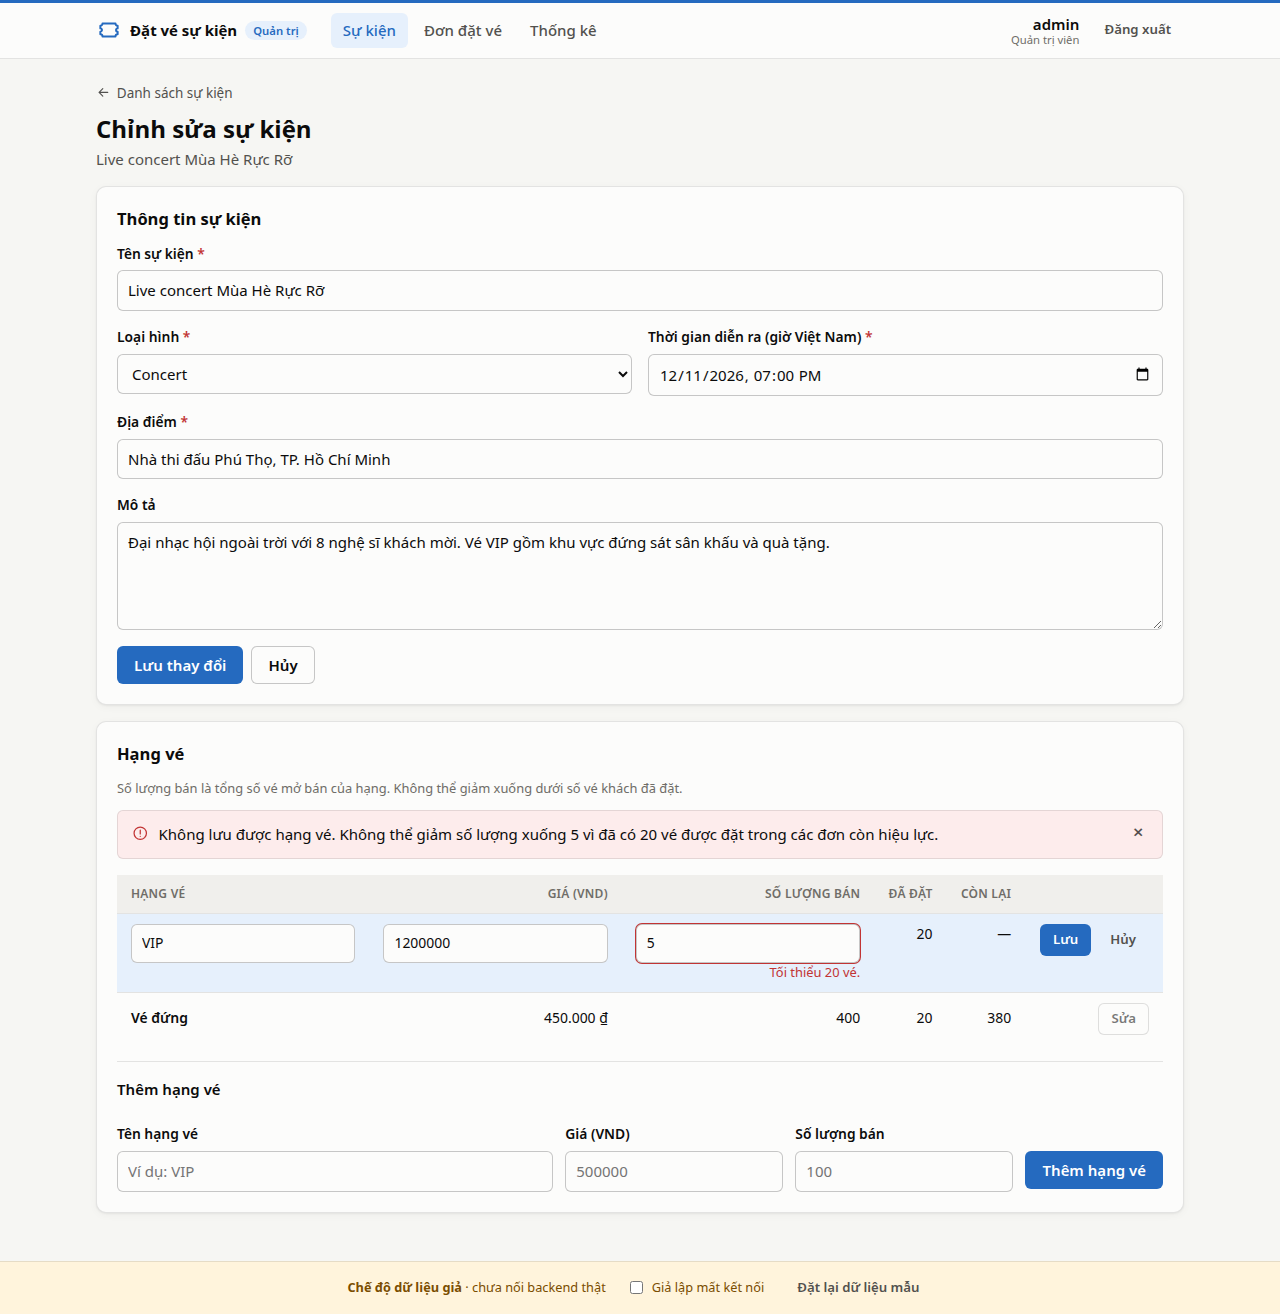 Đặt vé sự kiện Quản trị Sự kiện Đơn đặt vé Thống kê admin Đăng xuất
Quản trị viên
← Danh sách sự kiện
Chỉnh sửa sự kiện
Live concert Mùa Hè Rực Rỡ
Thông tin sự kiện
Tên sự kiện *
Live concert Mùa Hè Rực Rỡ
Loại hình * Thời gian diễn ra (giờ Việt Nam) *
Concert 12/11/2026, 07:00 PM
Địa điểm *
Nhà thi đấu Phú Thọ, TP. Hồ Chí Minh
Mô tả
Đại nhạc hội ngoài trời với 8 nghệ sĩ khách mời. Vé VIP gồm khu vực đứng sát sân khấu và quà tặng.
Lưu thay đổi Hủy
Hạng vé
Số lượng bán là tổng số vé mở bán của hạng. Không thể giảm xuống dưới số vé khách đã đặt.
Không lưu được hạng vé. Không thể giảm số lượng xuống 5 vì đã có 20 vé được đặt trong các đơn còn hiệu lực. ×
HẠNG VÉ GIÁ (VND) SỐ LƯỢNG BÁN ĐÃ ĐẶT CÒN LẠI
VIP 1200000 5 20 — Lưu Hủy
Tối thiểu 20 vé.
Vé đứng 450.000 ₫ 400 20 380 Sửa
Thêm hạng vé
Tên hạng vé Giá (VND) Số lượng bán
Ví dụ: VIP 500000 100 Thêm hạng vé
Chế độ dữ liệu giả · chưa nối backend thật Giả lập mất kết nối Đặt lại dữ liệu mẫu